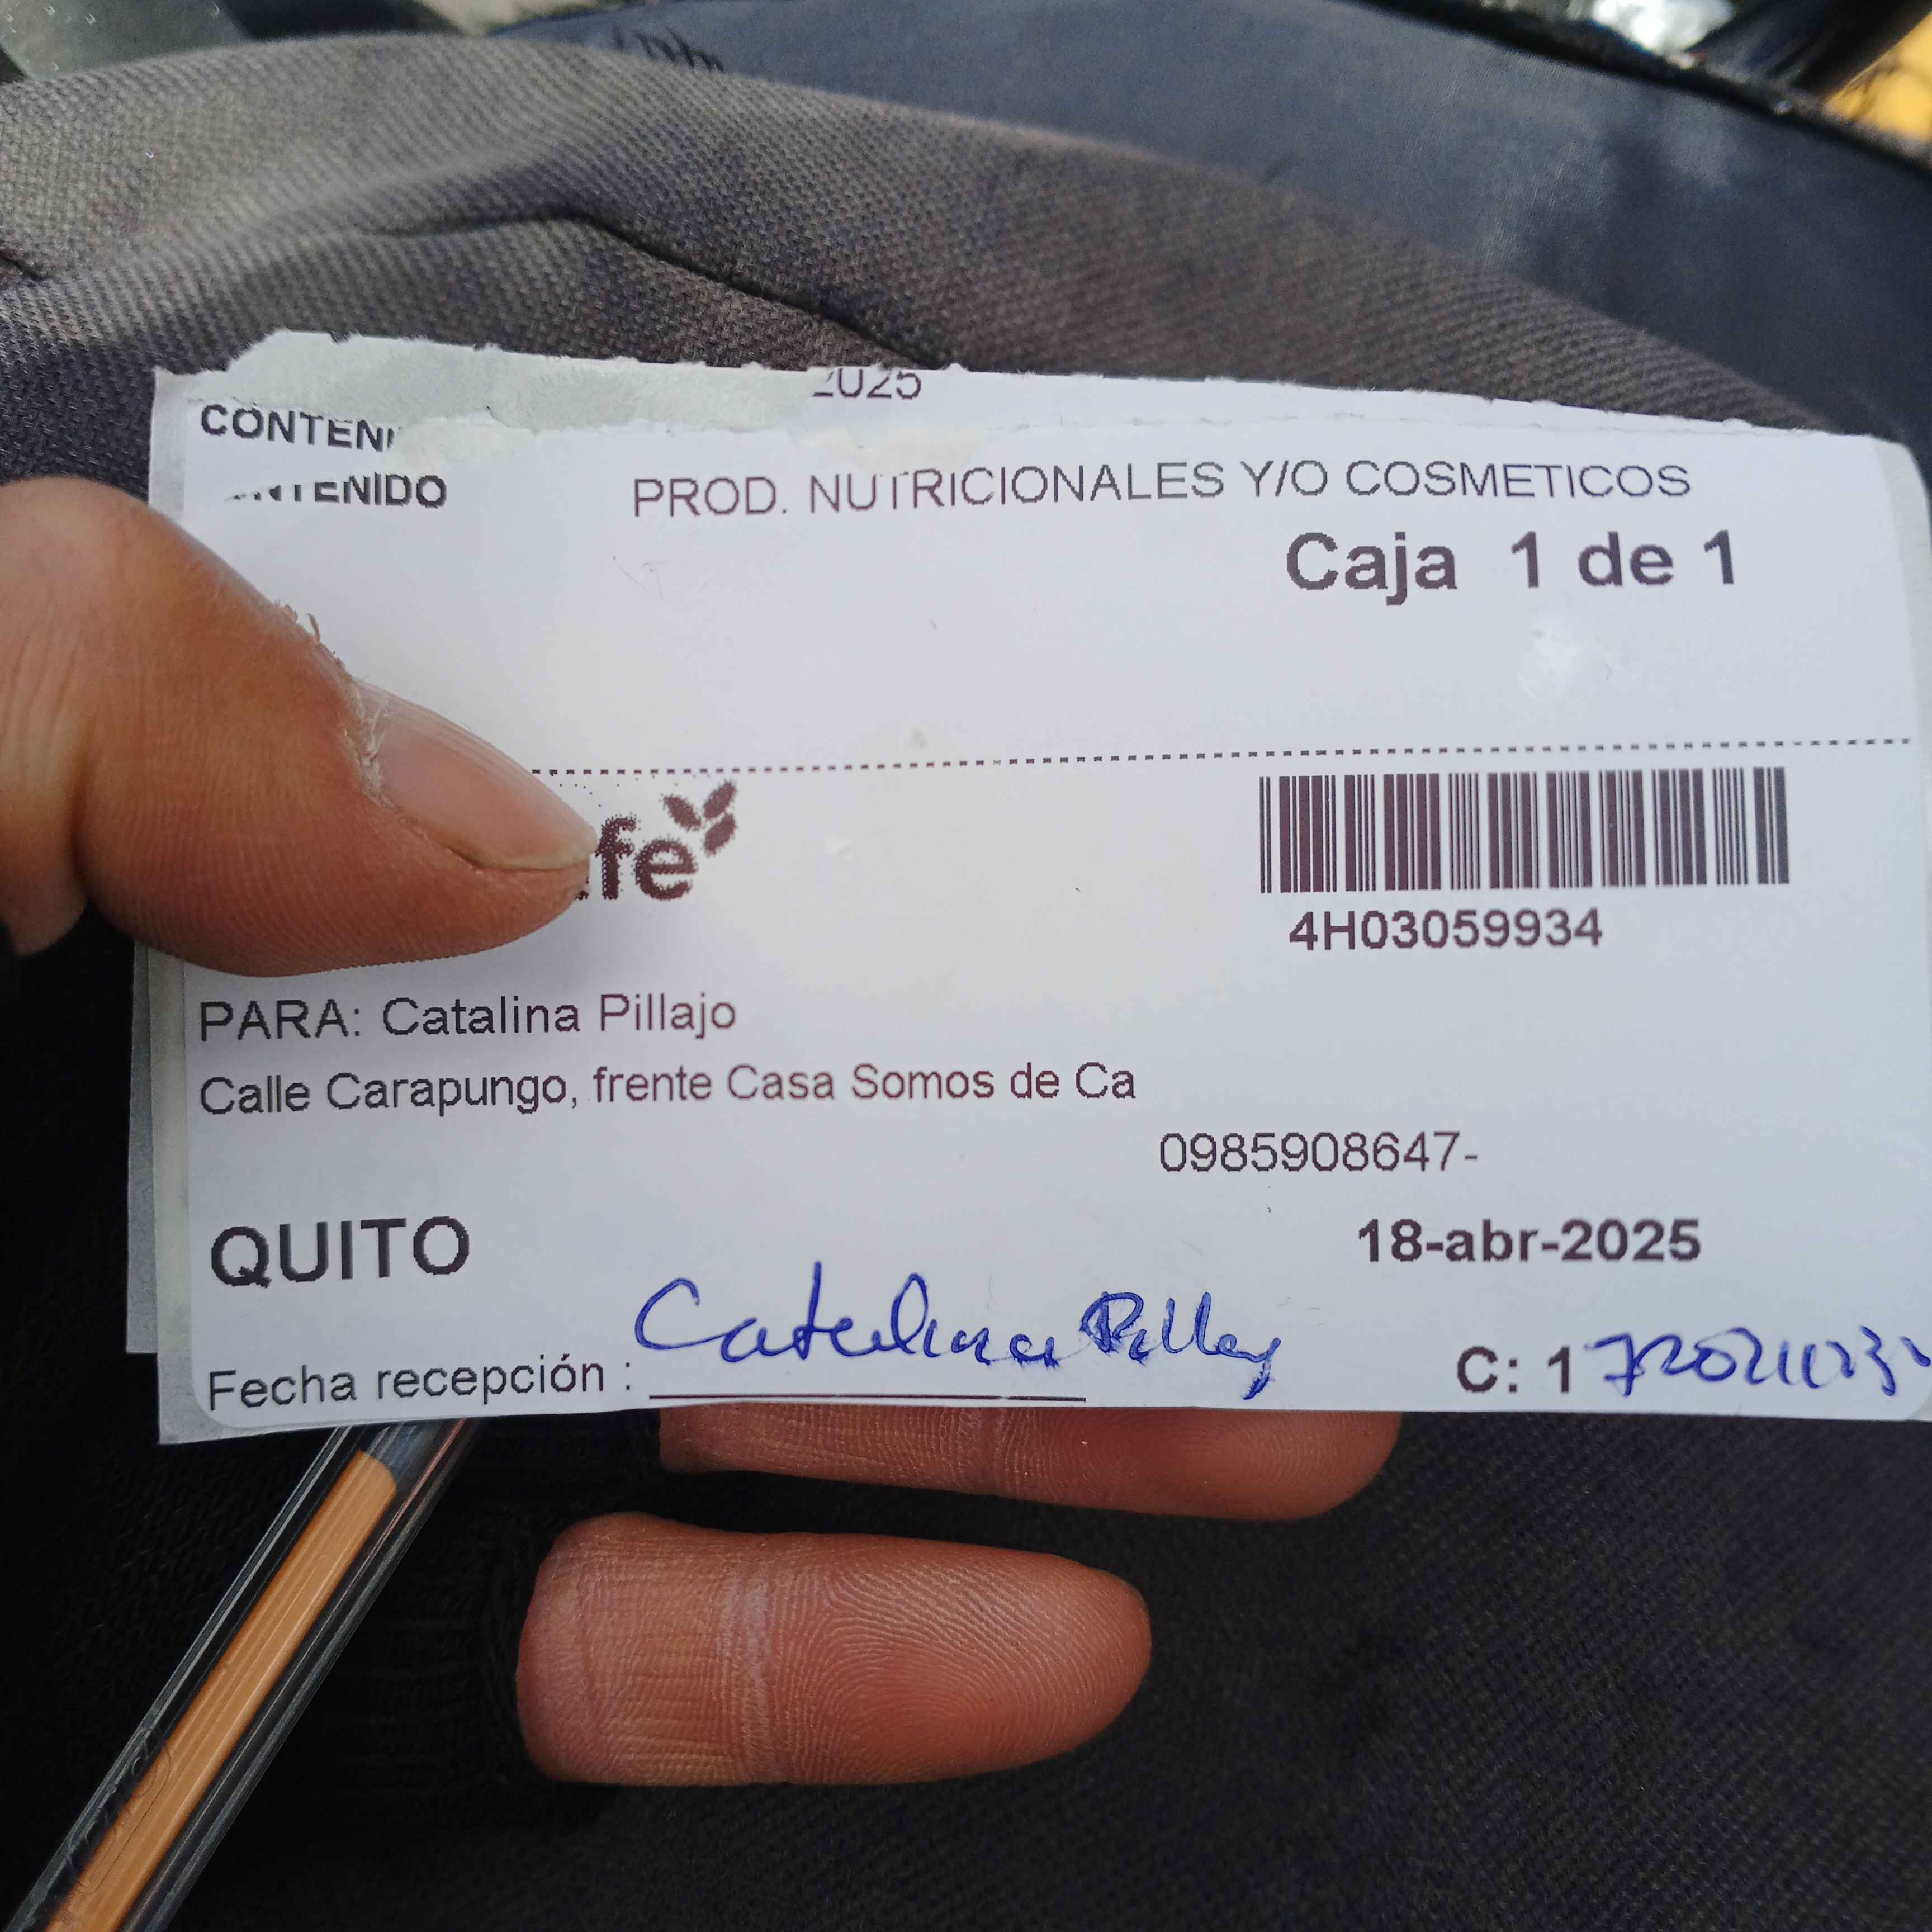 2025
CONTENI
NTENIDO PROD. NUTRICIONALES Y/O COSMETICOS
Caja 1 de 1
fe
4H03059934
PARA: Catalina Pillajo
Calle Carapungo, frente Casa Somos de Ca
0985908647-
QUITO 18-abr-2025
Fecha recepción : Catalina C: 1